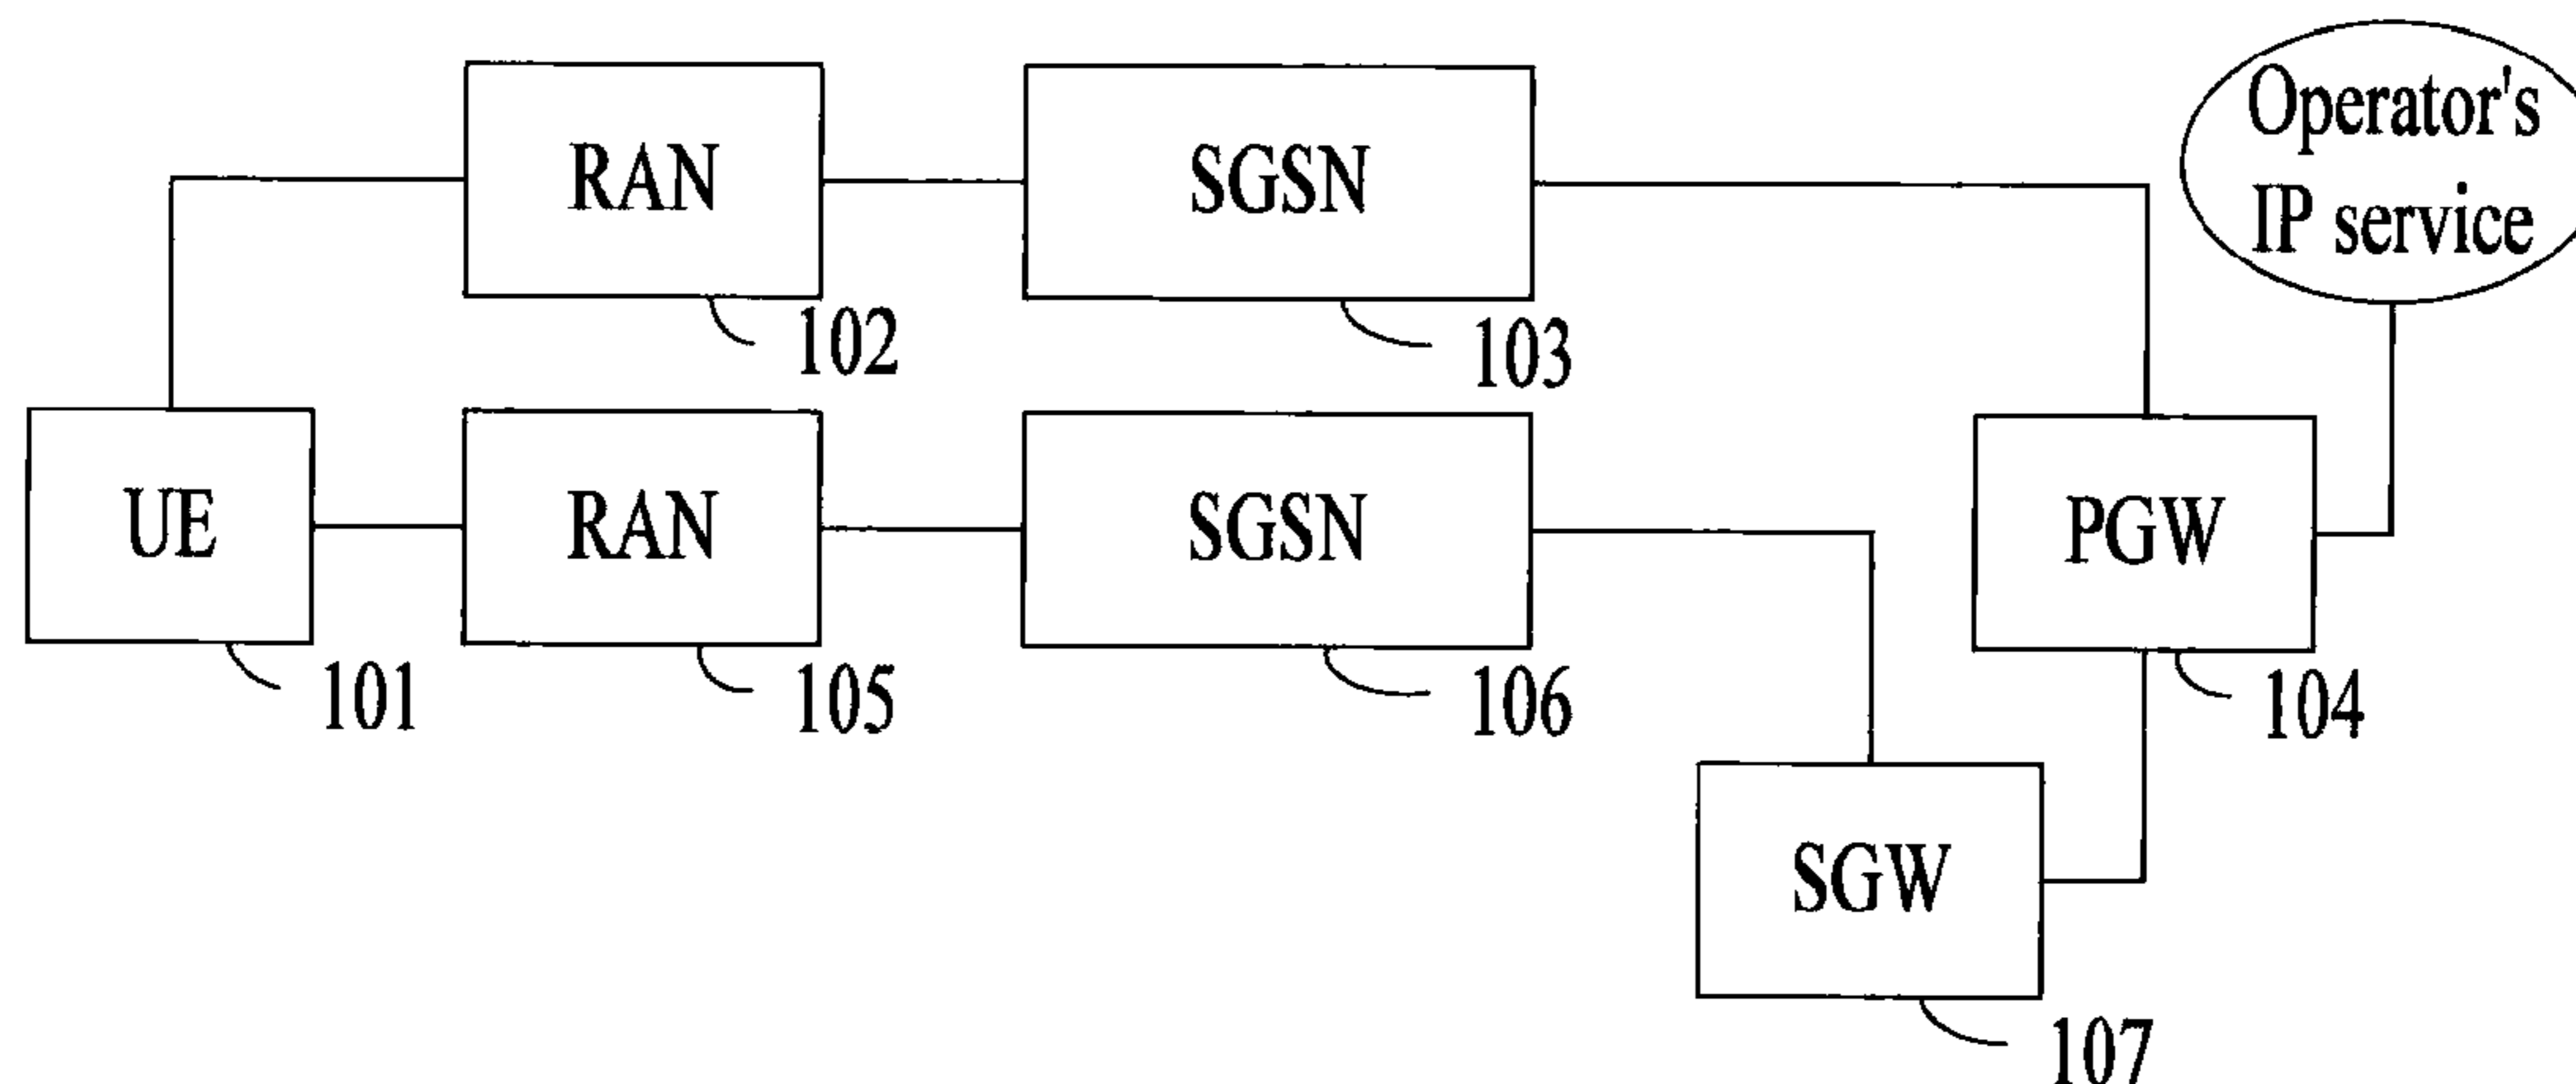 Operator's
IP service
RAN
SGSN
102
103
UE
RAN
SGSN
PGW
101
105
106
104
SGW
107